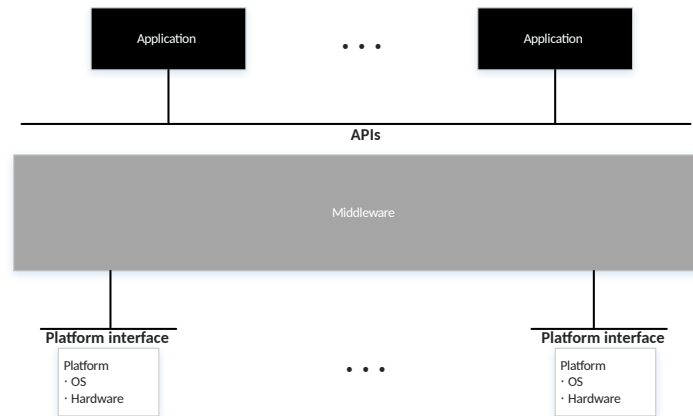 Application
• • •
Application
APIs
Middleware
Platform interface
Platform interface
Platform
· OS
· Hardware
• • •
Platform
· OS
· Hardware